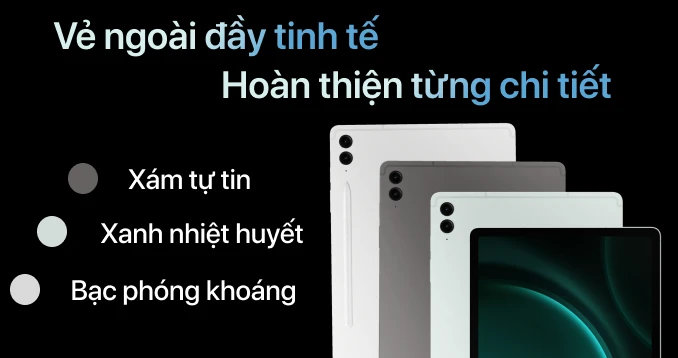 Vẻ ngoài đầy tinh tế
Hoàn thiện từng chi tiết
Xám tự tin
Xanh nhiệt huyết
Bạc phóng khoáng